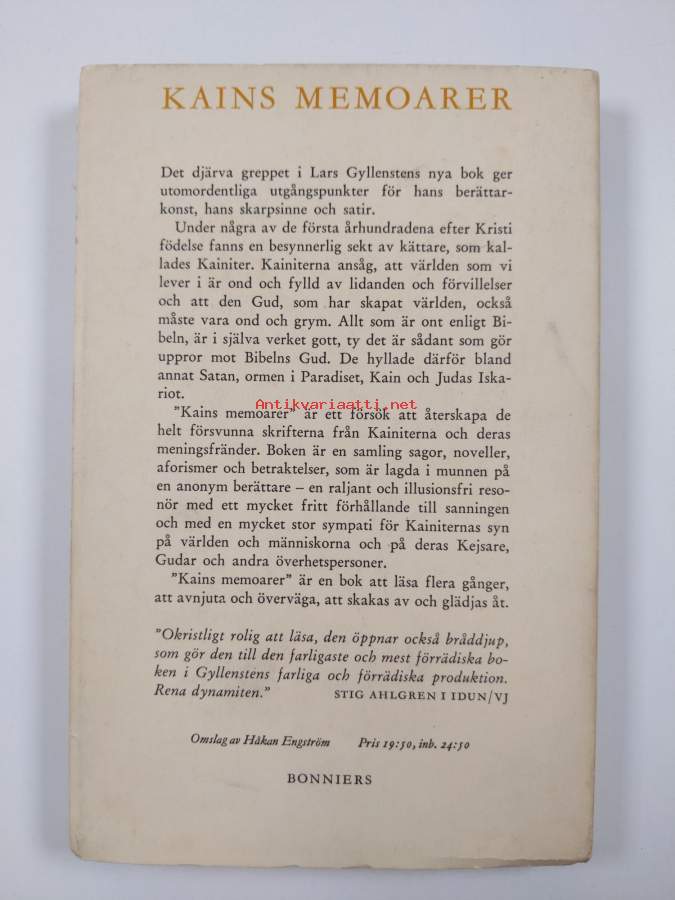 KAINS MEMOARER
Det djärva greppet i Lars Gyllenstens nya bok ger
utomordentliga utgångspunkter för hans berättar-
konst, hans skarpsinne och satir.
Under några av de första århundradena efter Kristi
födelse fanns en besynnerlig sekt av kättare, som kal-
lades Kainiter. Kainiterna ansåg, att världen som vi
lever i är ond och fylld av lidanden och förvillelser
och att den Gud, som har skapat världen, också
måste vara ond och grym. Allt som är ont enligt Bi-
beln, är i själva verket gott, ty det är sådant som gör
uppror mot Bibelns Gud. De hyllade därför bland
annat Satan, ormen i Paradiset, Kain och Judas Iska-
riot.
Antikvariaatti.net
”Kains memoarer” är ett försök att återskapa de
helt försvunna skrifterna från Kainiterna och deras
meningsfränder. Boken är en samling sagor, noveller,
aforismer och betraktelser, som är lagda i munnen på
en anonym berättare – en raljant och illusionsfri reso-
nör med ett mycket fritt förhållande till sanningen
och med en mycket stor sympati för Kainiternas syn
på världen och människorna och på deras Kejsare,
Gudar och andra överhetspersoner.
”Kains memoarer” är en bok att läsa flera gånger,
att avnjuta och överväga, att skakas av och glädjas åt.
”Okristligt rolig att läsa, den öppnar också bråddjup,
som gör den till den farligaste och mest förrädiska bo-
ken i Gyllenstens farliga och förrädiska produktion.
Rena dynamiten.” STIG AHLGREN I IDUN/VJ
Omslag av Håkan Engström Pris 19:50, inb. 24:50
BONNIERS